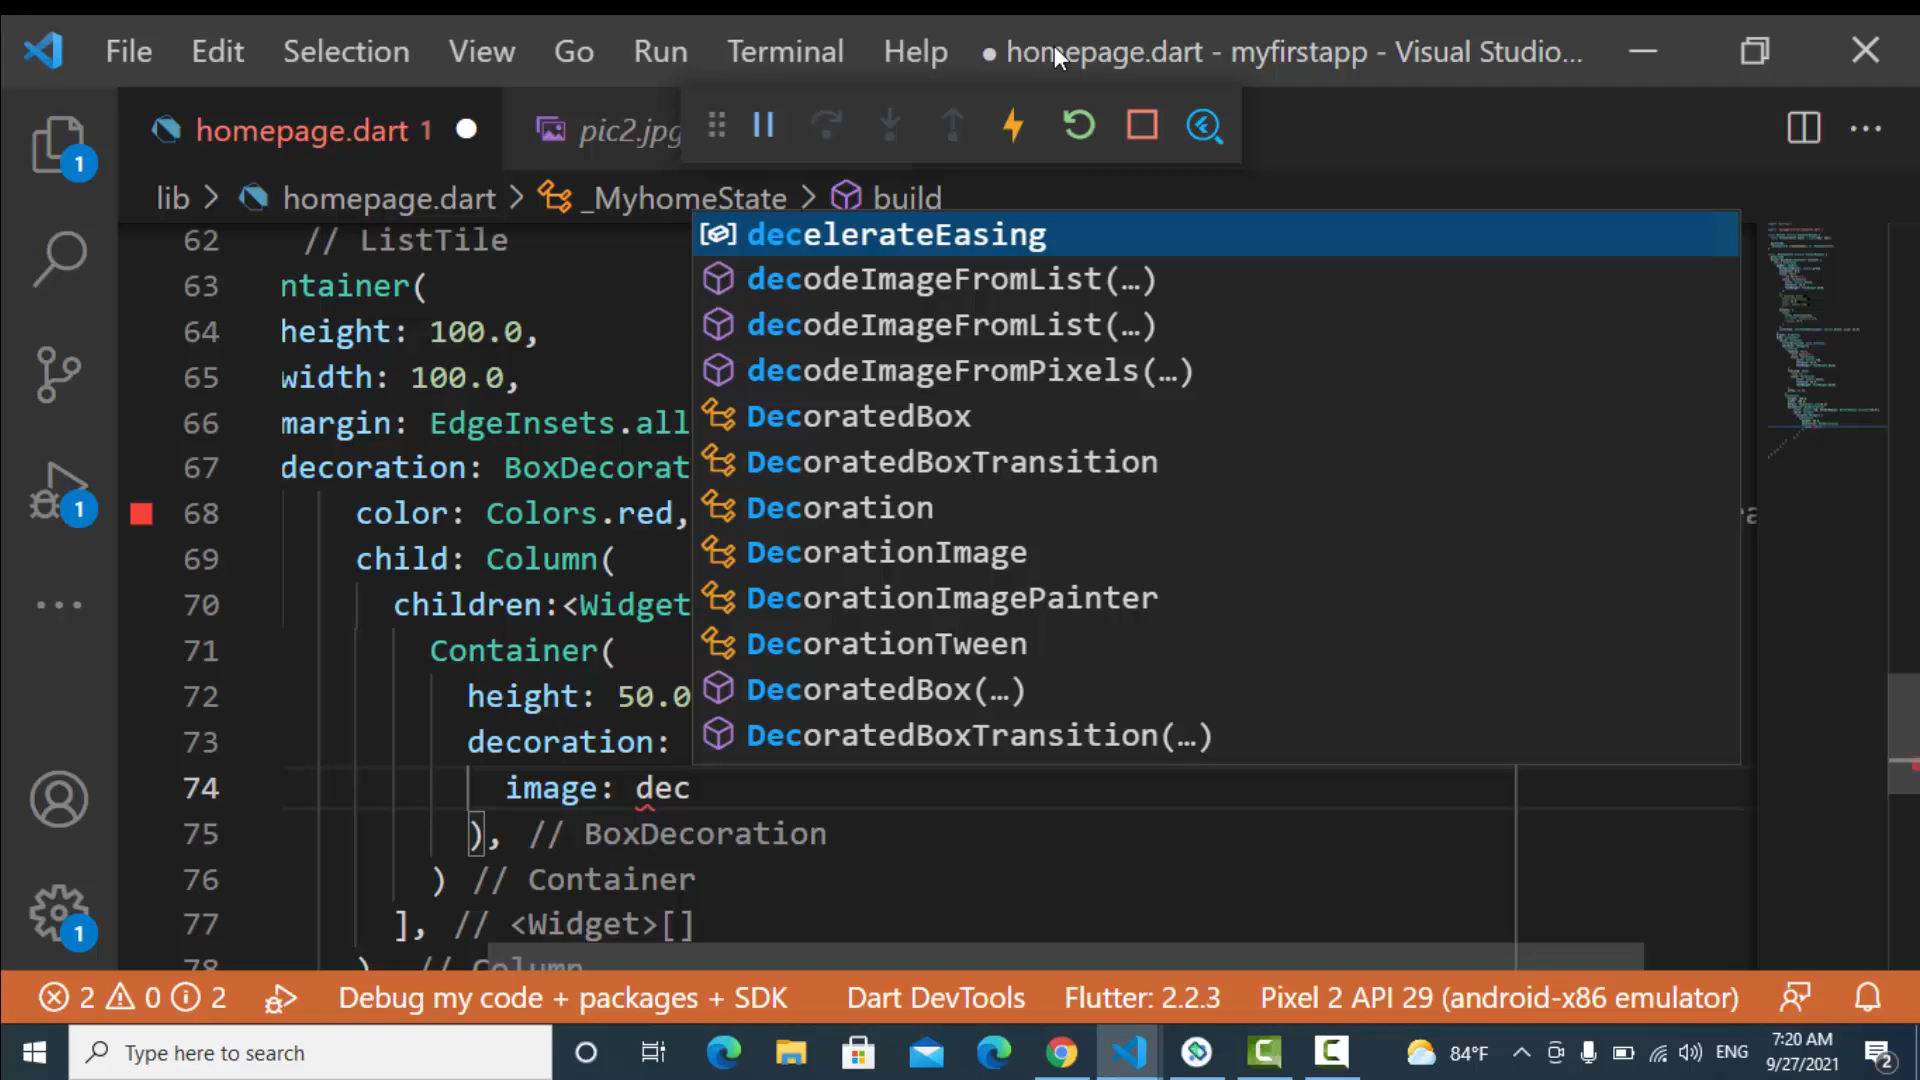 File Edit Selection View Go Run Terminal Help ● homepage.dart - myfirstapp - Visual Studio...
homepage.dart 1 pic2.jpg
lib > homepage.dart > _MyhomeState > build
62 // ListTile
63 ntainer(
64 height: 100.0,
65 width: 100.0,
66 margin: EdgeInsets.all
67 decoration: BoxDecorat
68 color: Colors.red,
69 child: Column(
70 children:<Widget
71 Container(
72 height: 50.0
73 decoration:
74 image: dec
75 ), // BoxDecoration
76 ) // Container
77 ], // <Widget>[]
78 ) // Column
decelerateEasing
decodeImageFromList(…)
decodeImageFromList(…)
decodeImageFromPixels(…)
DecoratedBox
DecoratedBoxTransition
Decoration
DecorationImage
DecorationImagePainter
DecorationTween
DecoratedBox(…)
DecoratedBoxTransition(…)
1
1
1
2 0 2 Debug my code + packages + SDK Dart DevTools Flutter: 2.2.3 Pixel 2 API 29 (android-x86 emulator)
Type here to search 84°F ENG 7:20 AM
9/27/2021 2